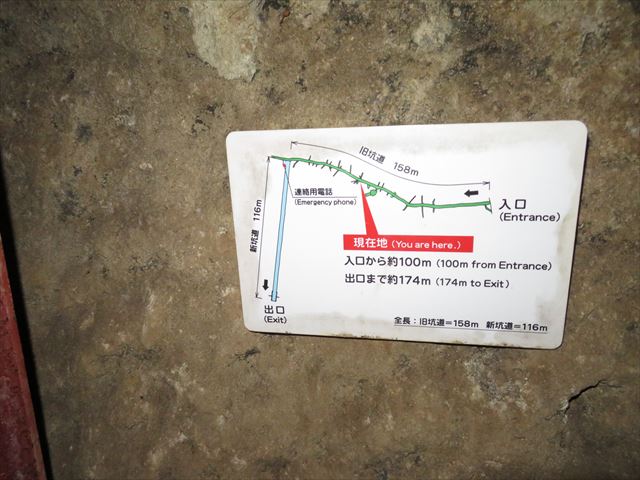 旧坑道 158m
連絡用電話
(Emergency phone)
入口
(Entrance)
新坑道 116m
現在地 (You are here.)
入口から約100m (100m from Entrance)
出口まで約174m (174m to Exit)
出口
(Exit)
全長：旧坑道=158m 新坑道=116m